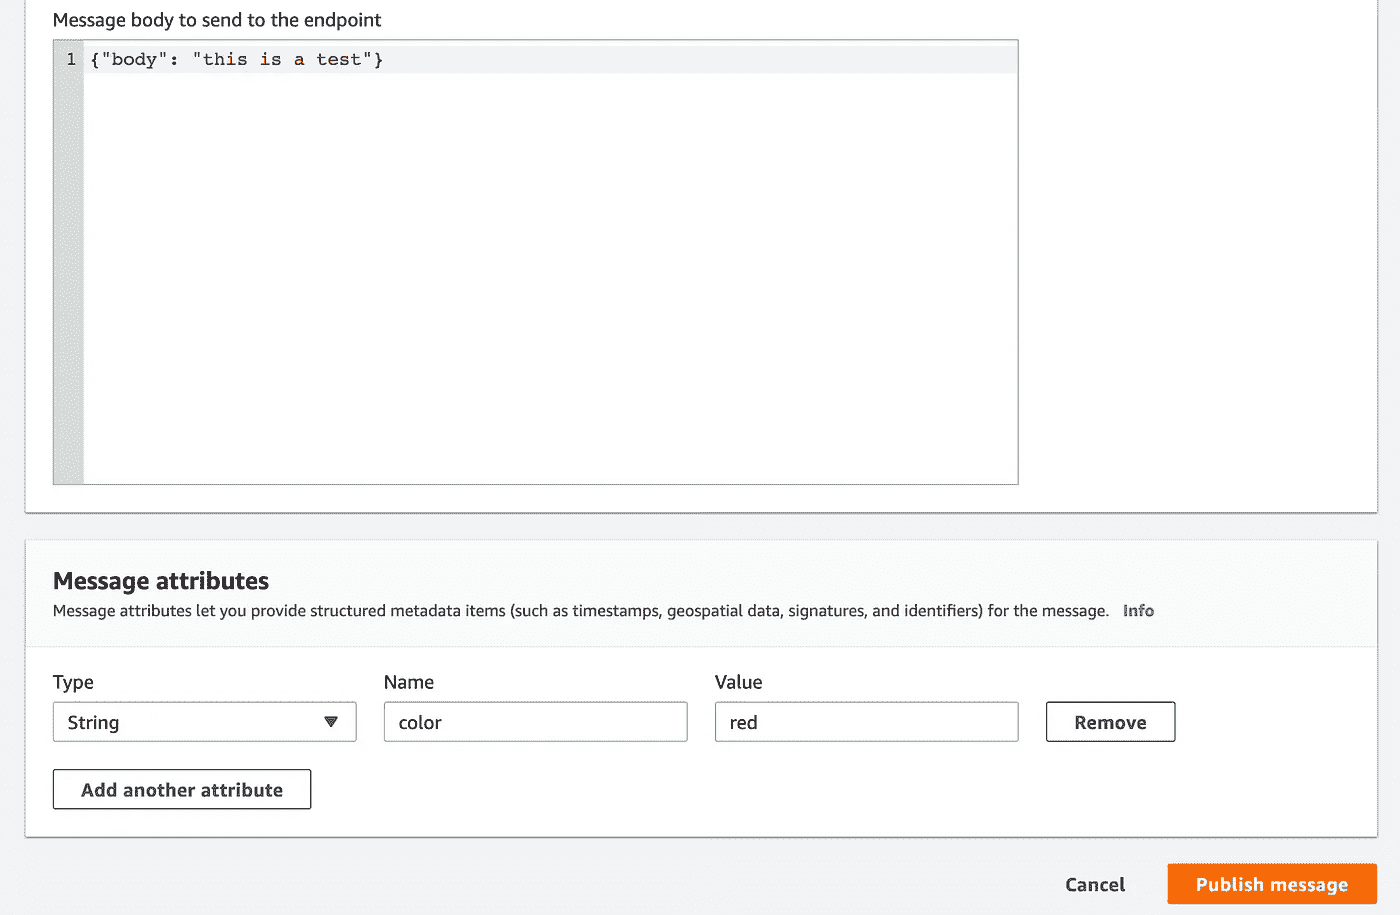 Message body to send to the endpoint
1 {"body": "this is a test"}
Message attributes
Message attributes let you provide structured metadata items (such as timestamps, geospatial data, signatures, and identifiers) for the message. Info
Type Name Value
String color red Remove
Add another attribute
Cancel Publish message